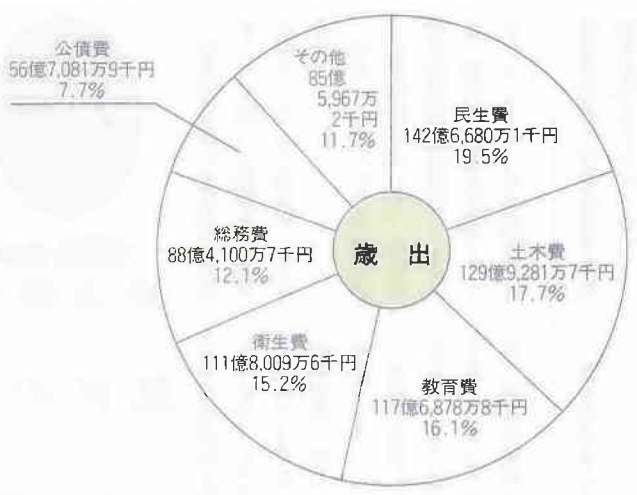 公債費
56億7,081万9千円
7.7%
その他
85億
5,967万
2千円
11.7%
民生費
142億6,680万1千円
19.5%
総務費
88億4,100万7千円
12.1%
歳出
土木費
129億9,281万7千円
17.7%
衛生費
111億8,009万6千円
15.2%
教育費
117億6,878万8千円
16.1%